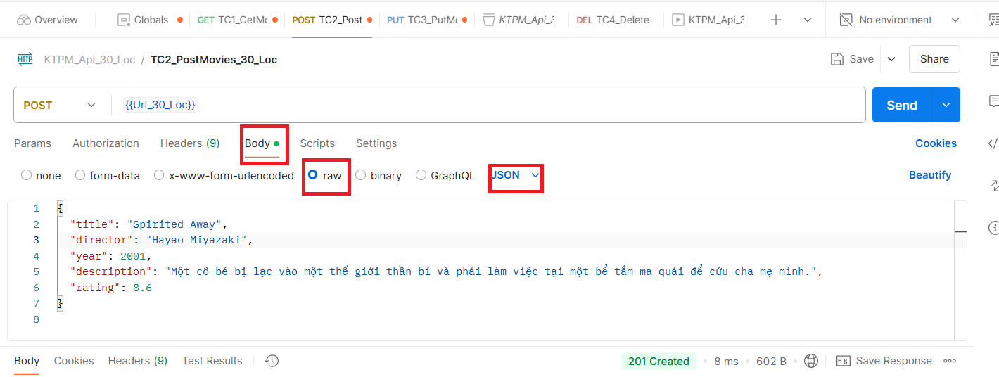 Overview Globals GET TC1_GetMo POST TC2_Post PUT TC3_PutMo KTPM_Api_3 DEL TC4_Delete KTPM_Api_3 No environment
HTTP KTPM_Api_30_Loc / TC2_PostMovies_30_Loc Save Share
POST {{Url_30_Loc}} Send
Params Authorization Headers (9) Body Scripts Settings Cookies
none form-data x-www-form-urlencoded raw binary GraphQL JSON Beautify
1 {
2 "title": "Spirited Away",
3 "director": "Hayao Miyazaki",
4 "year": 2001,
5 "description": "Một cô bé bị lạc vào một thế giới thần bí và phải làm việc tại một bể tắm ma quái để cứu cha mẹ mình.",
6 "rating": 8.6
7 }
8
Body Cookies Headers (9) Test Results 201 Created 8 ms 602 B e.g. Save Response